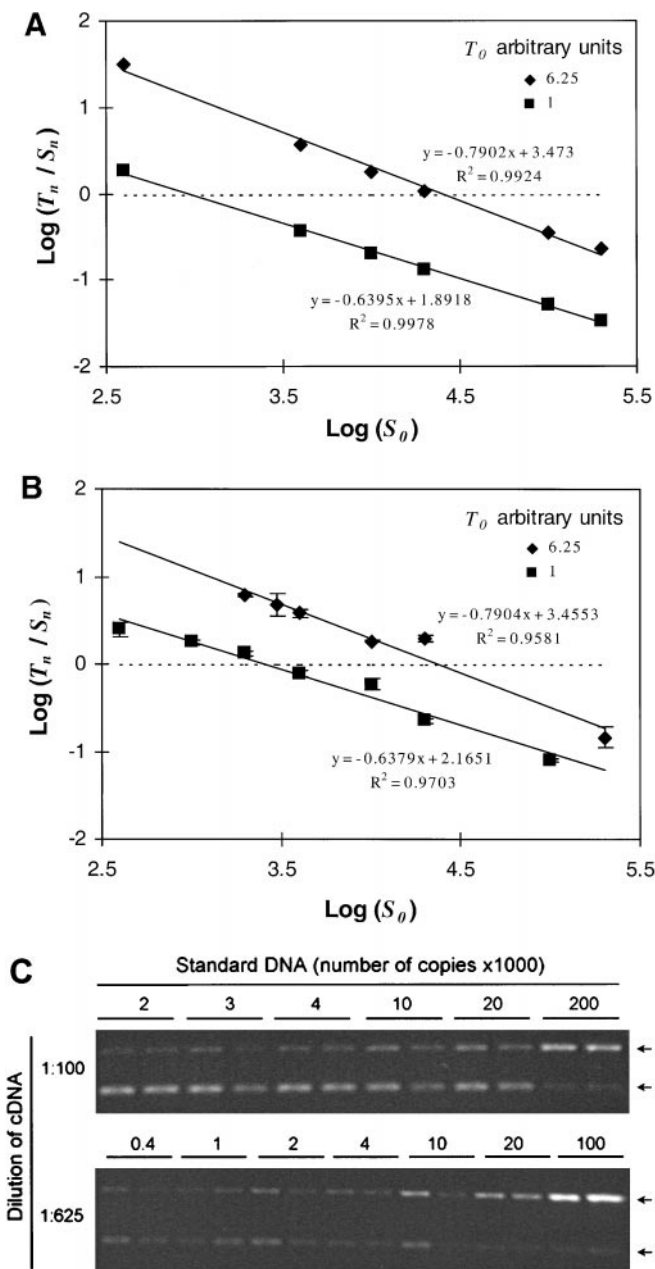 A
T0 arbitrary units
◆ 6.25
■ 1
2
1
0
-1
-2
y=-0.7902x+3.473
R² = 0.9924
y=-0.6395x+1.8918
R² = 0.9978
Log (Tn / Sn)
2.5 3.5 4.5 5.5
Log (S0)
B
T0 arbitrary units
◆ 6.25
■ 1
2
1
0
-1
-2
y=-0.7904x+3.4553
R² = 0.9581
y=-0.6379x+2.1651
R² = 0.9703
Log (Tn / Sn)
2.5 3.5 4.5 5.5
Log (S0)
C
Standard DNA (number of copies x1000)
2 3 4 10 20 200
Dilution of cDNA
1:100
0.4 1 2 4 10 20 100
1:625